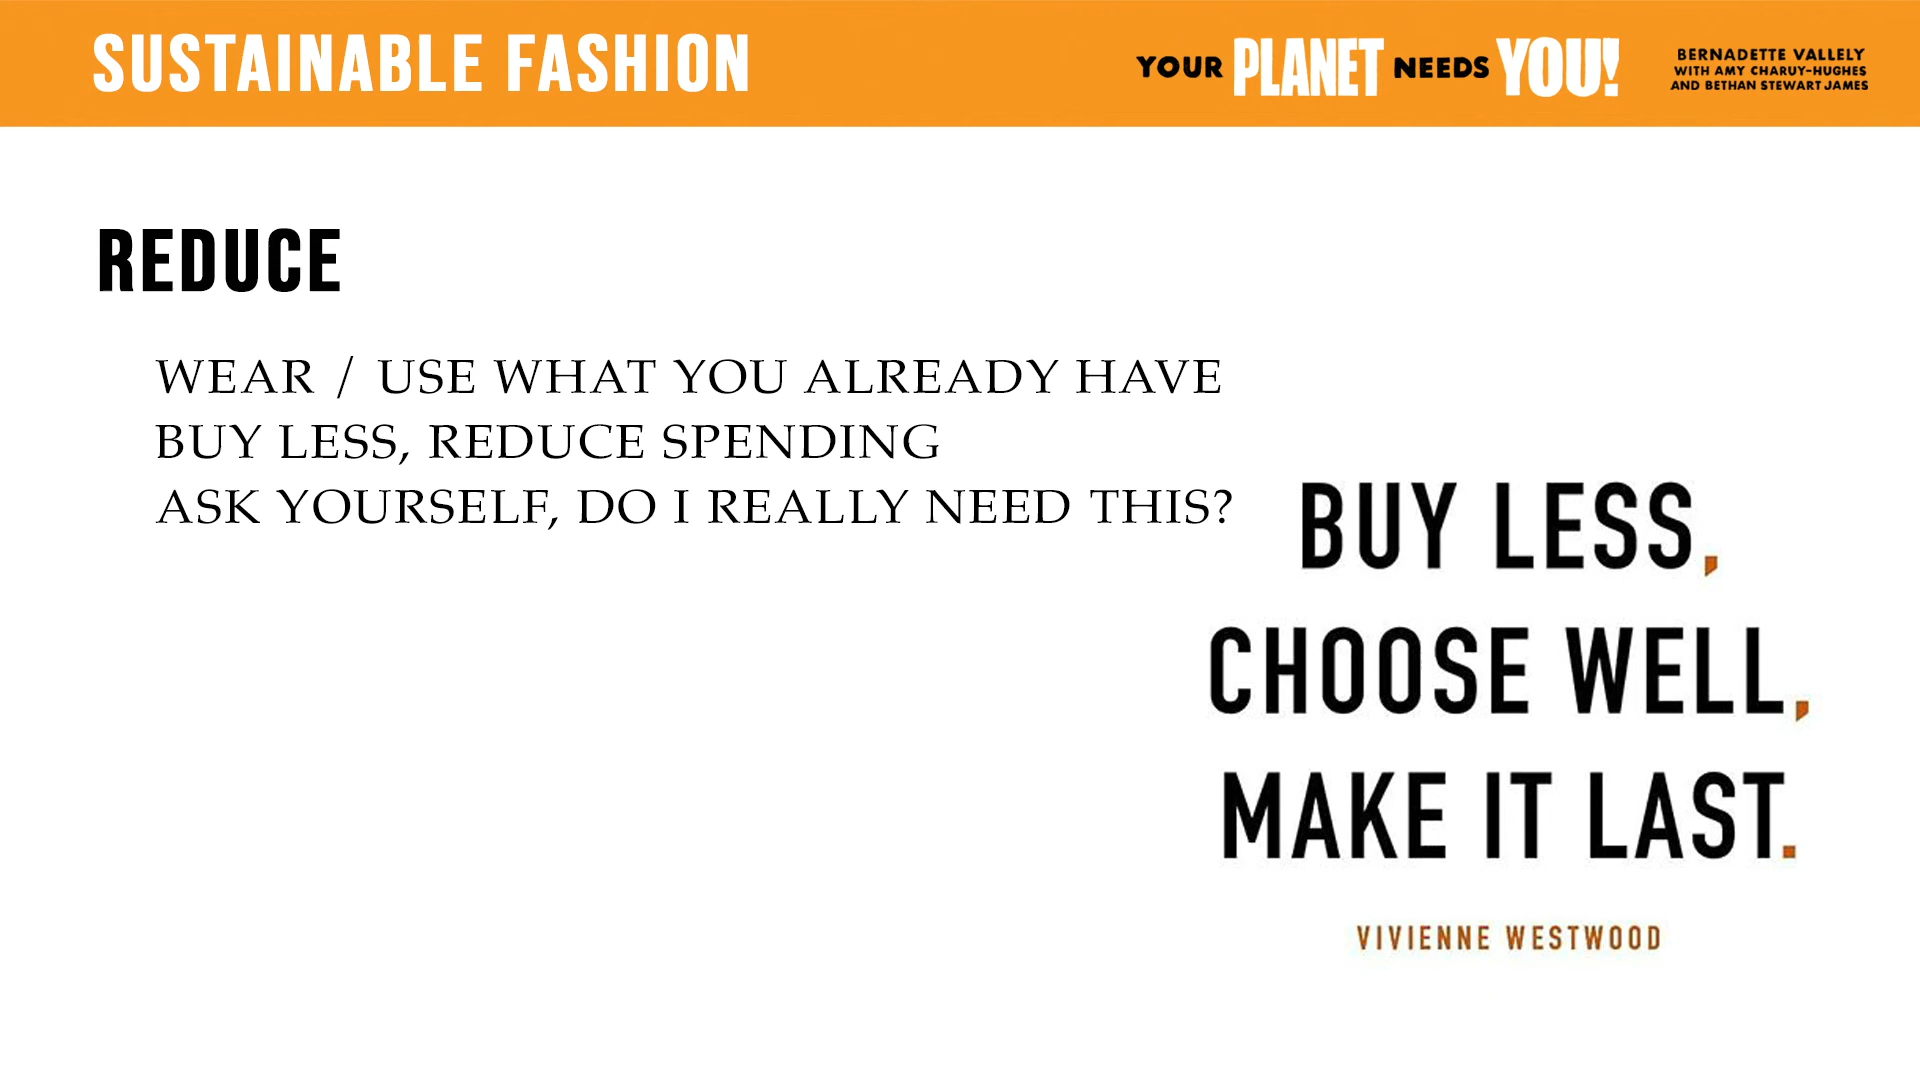 SUSTAINABLE FASHION
YOUR PLANET NEEDS YOU!
BERNADETTE VALLELY
WITH AMY CHARUY-HUGHES
AND BETHAN STEWART JAMES
REDUCE
WEAR / USE WHAT YOU ALREADY HAVE
BUY LESS, REDUCE SPENDING
ASK YOURSELF, DO I REALLY NEED THIS?
BUY LESS,
CHOOSE WELL,
MAKE IT LAST.
VIVIENNE WESTWOOD